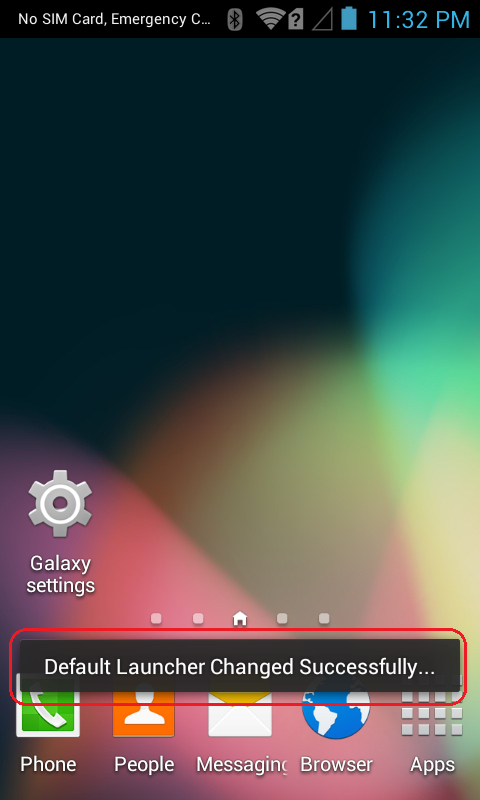 No SIM Card, Emergency C... 11:32 PM
Galaxy
settings
Default Launcher Changed Successfully...
Phone People Messaging Browser Apps